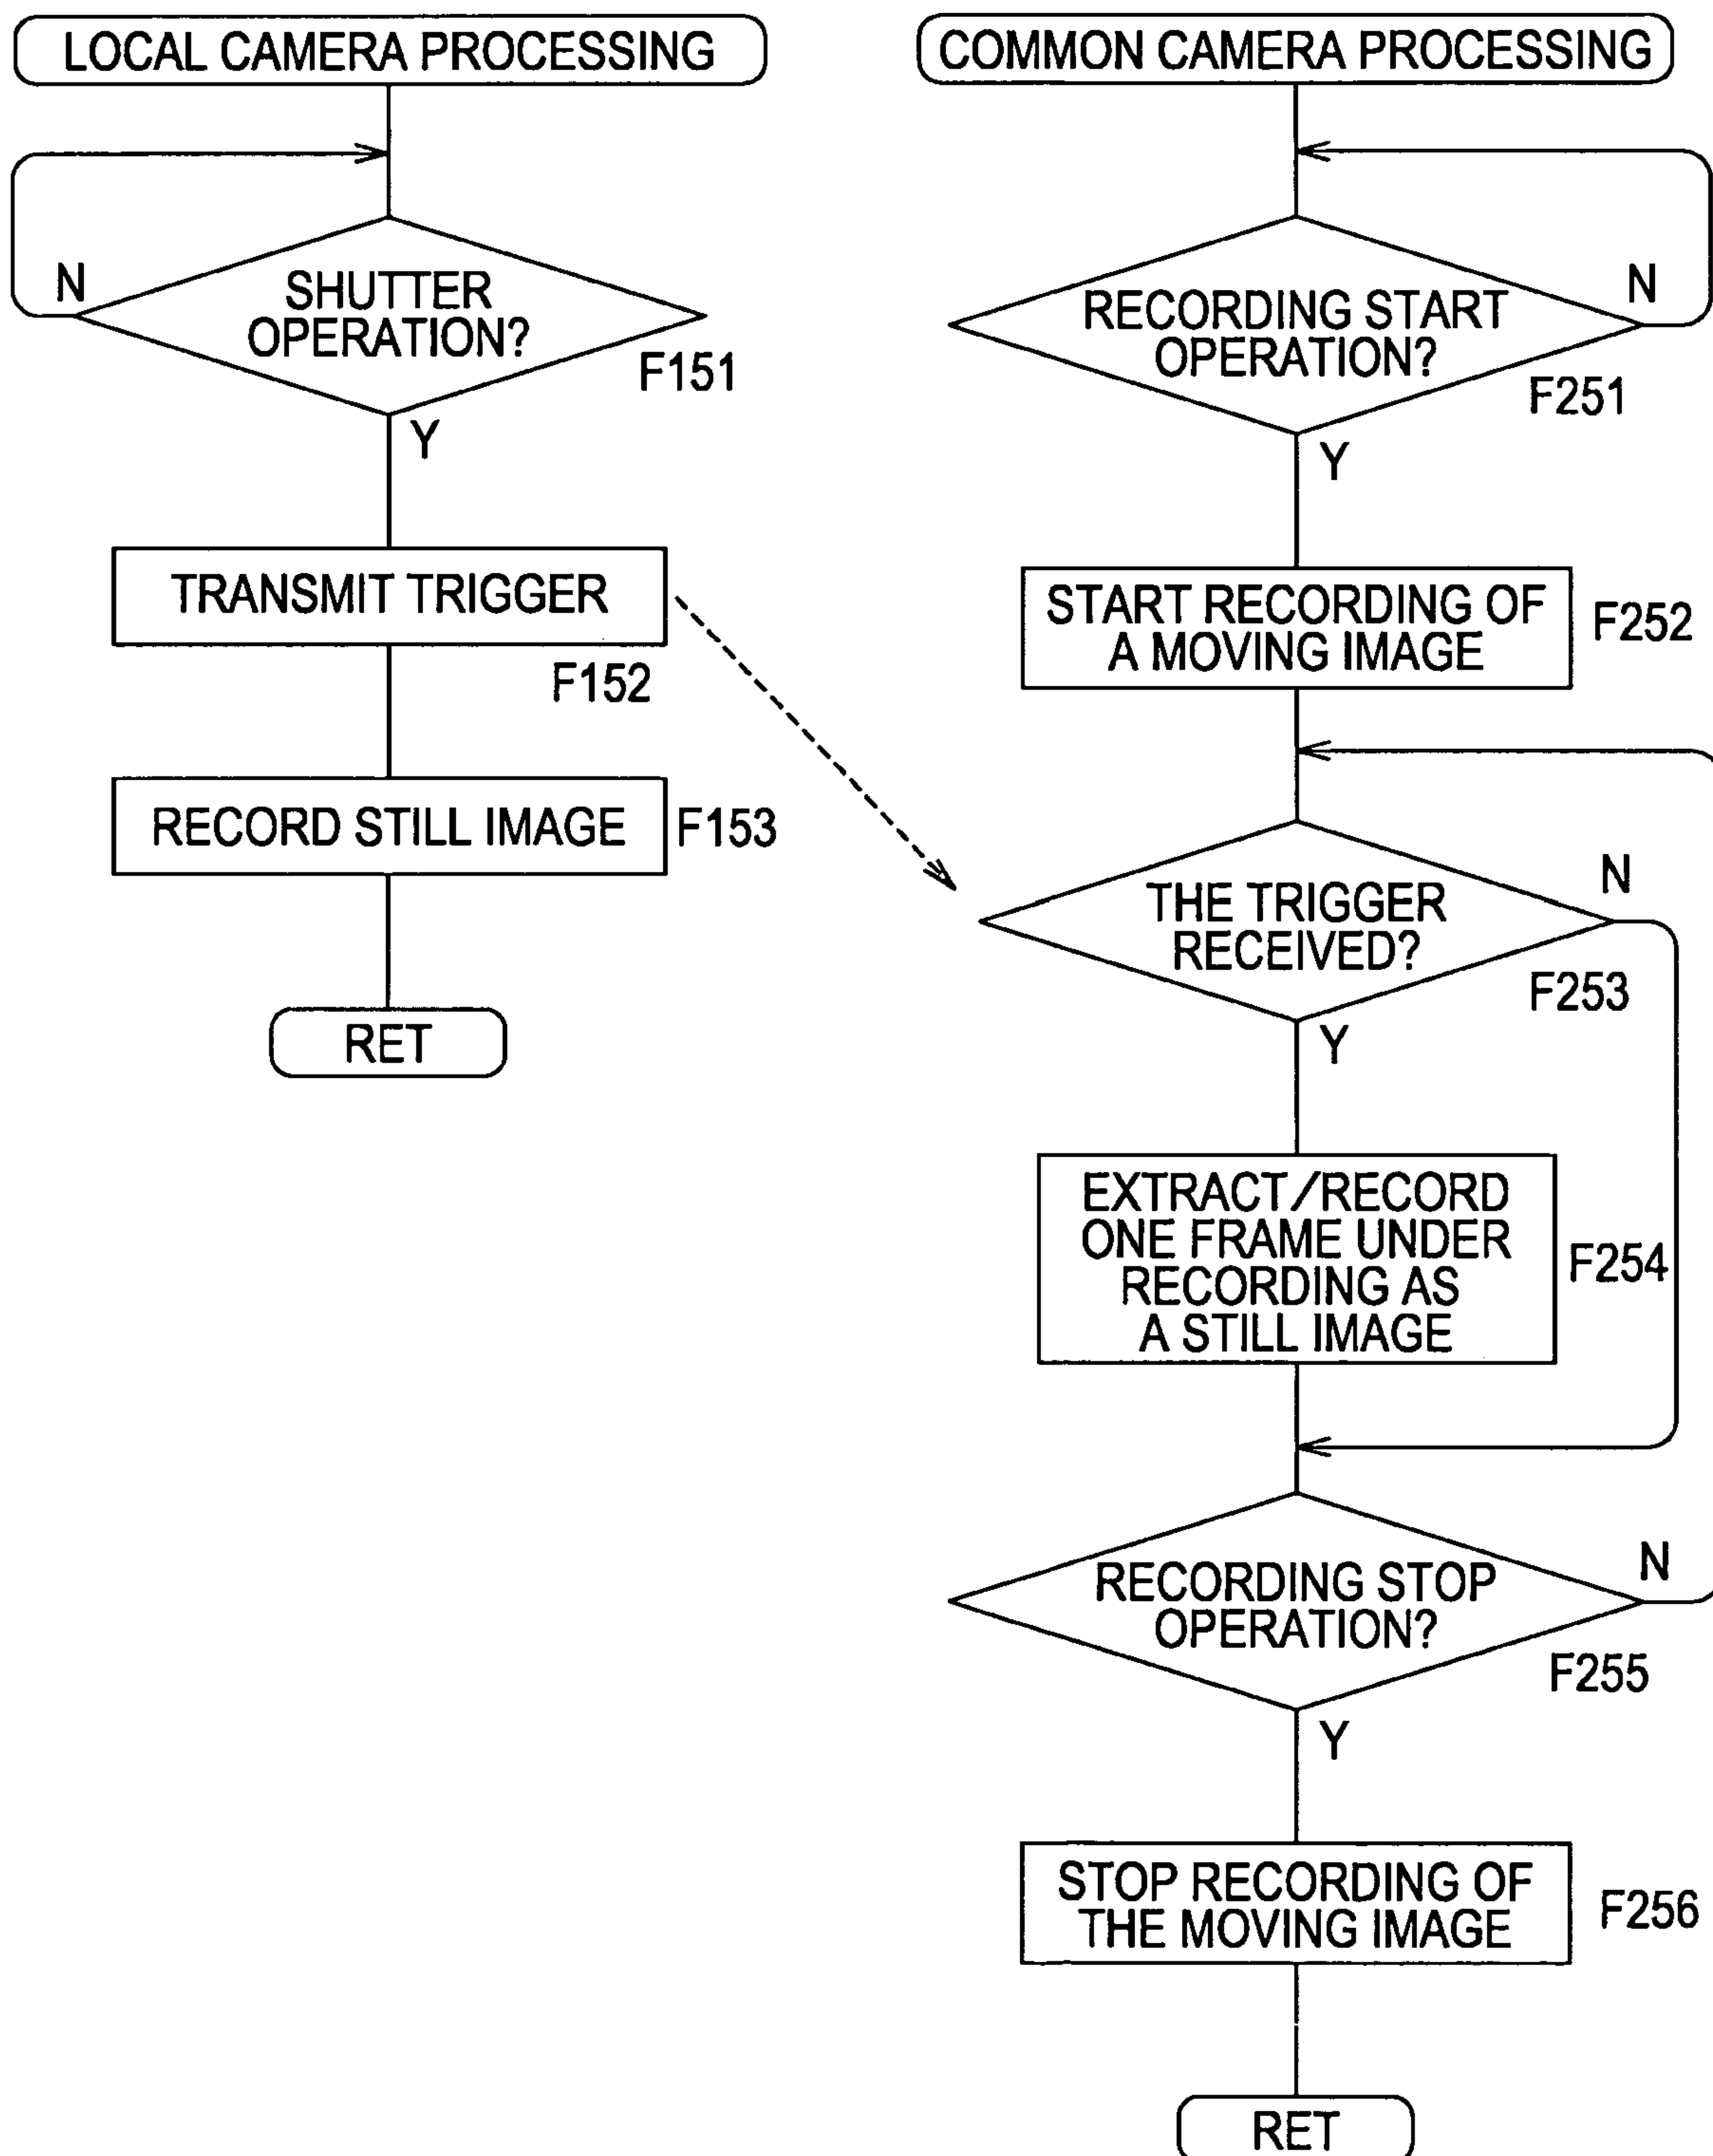 LOCAL CAMERA PROCESSING
N
SHUTTER
OPERATION?
F151
Y
TRANSMIT TRIGGER
F152
RECORD STILL IMAGE
F153
RET
COMMON CAMERA PROCESSING
N
RECORDING START
OPERATION?
F251
Y
START RECORDING OF
A MOVING IMAGE
F252
N
THE TRIGGER
RECEIVED?
F253
Y
EXTRACT/RECORD
ONE FRAME UNDER
RECORDING AS
A STILL IMAGE
F254
N
RECORDING STOP
OPERATION?
F255
Y
STOP RECORDING OF
THE MOVING IMAGE
F256
RET